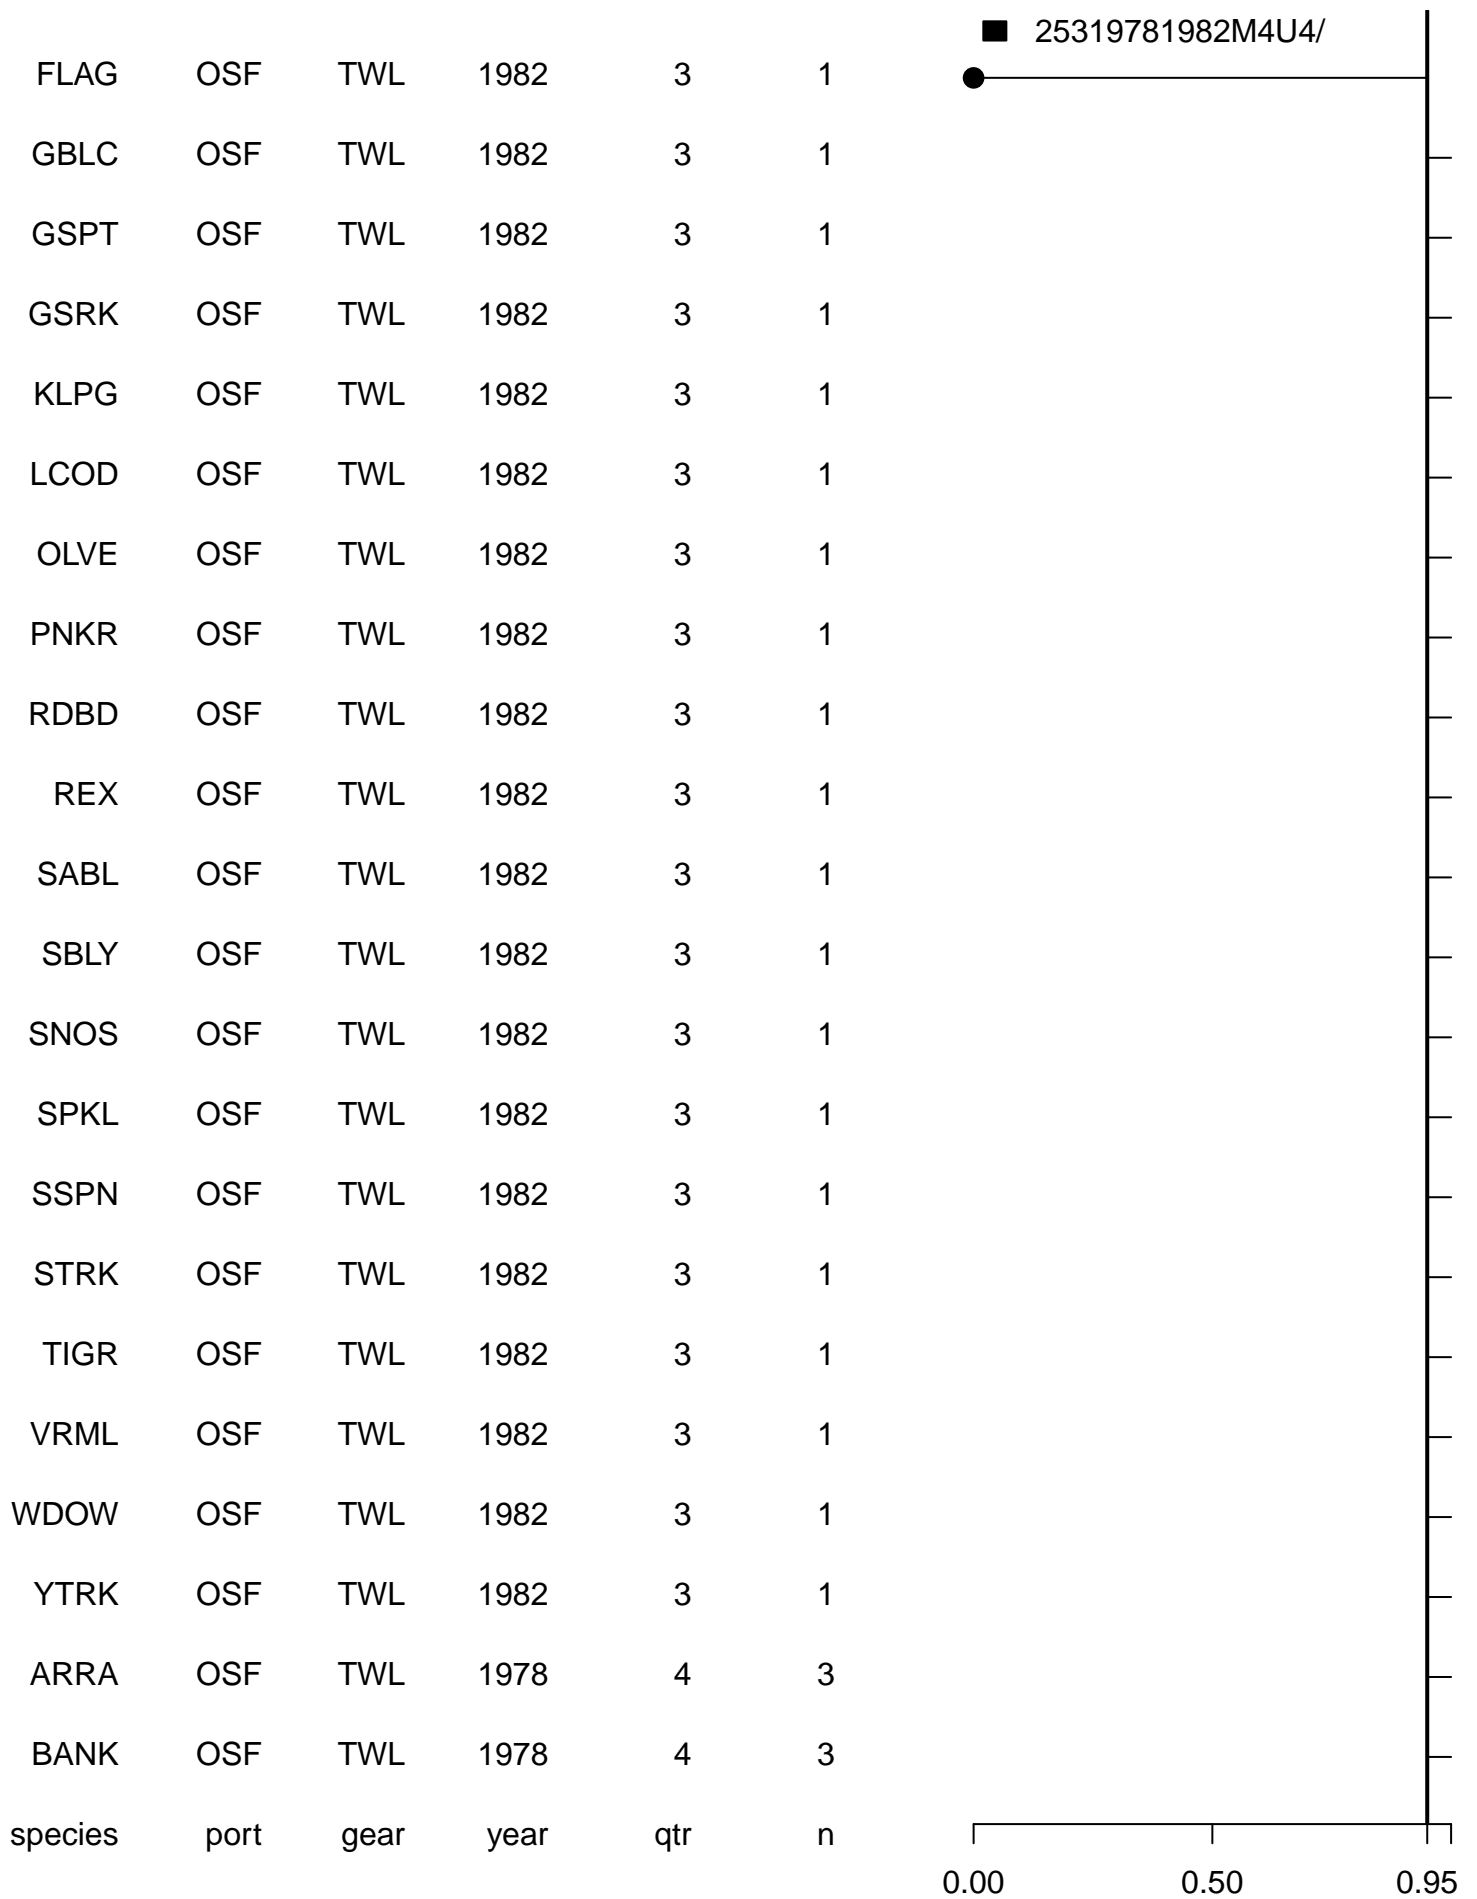 25319781982M4U4/
FLAG OSF TWL 1982 3 1
GBLC OSF TWL 1982 3 1
GSPT OSF TWL 1982 3 1
GSRK OSF TWL 1982 3 1
KLPG OSF TWL 1982 3 1
LCOD OSF TWL 1982 3 1
OLVE OSF TWL 1982 3 1
PNKR OSF TWL 1982 3 1
RDBD OSF TWL 1982 3 1
REX OSF TWL 1982 3 1
SABL OSF TWL 1982 3 1
SBLY OSF TWL 1982 3 1
SNOS OSF TWL 1982 3 1
SPKL OSF TWL 1982 3 1
SSPN OSF TWL 1982 3 1
STRK OSF TWL 1982 3 1
TIGR OSF TWL 1982 3 1
VRML OSF TWL 1982 3 1
WDOW OSF TWL 1982 3 1
YTRK OSF TWL 1982 3 1
ARRA OSF TWL 1978 4 3
BANK OSF TWL 1978 4 3
species port gear year qtr n
0.00 0.50 0.95